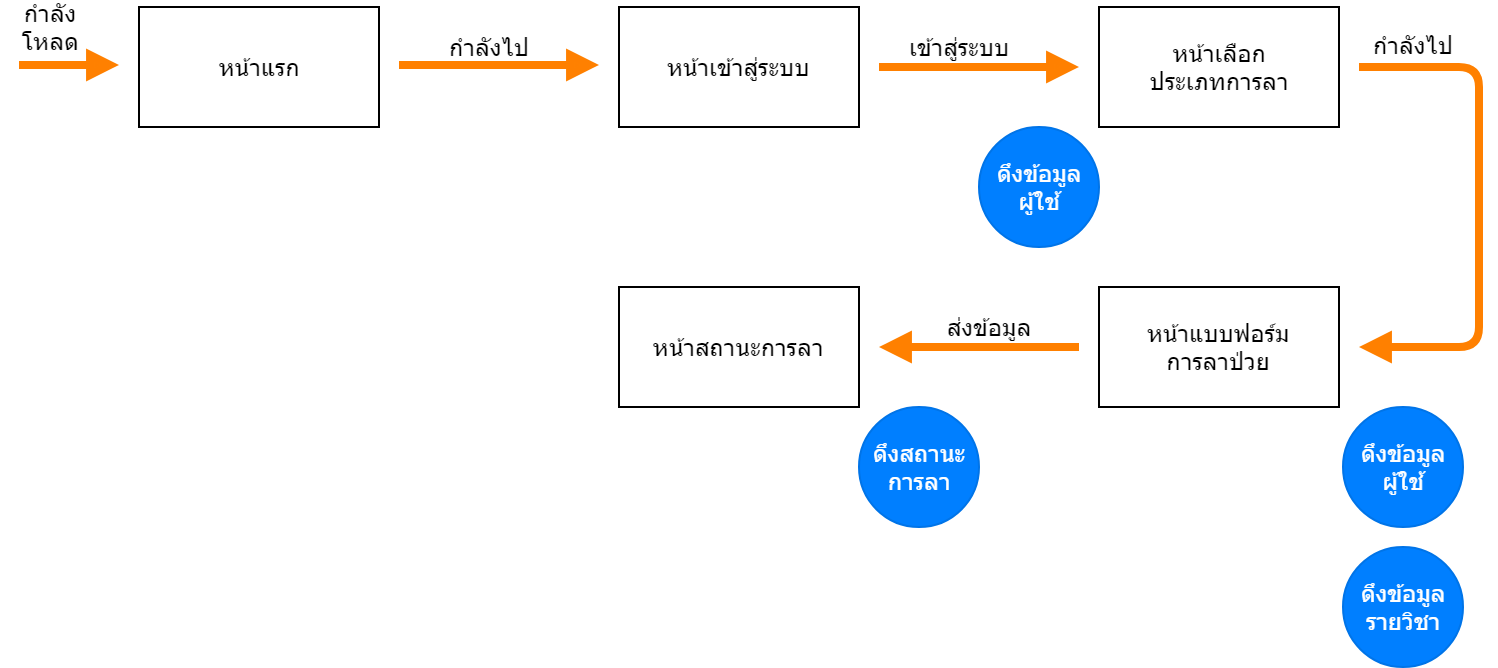 กำลัง
โหลด
หน้าแรก
กำลังไป
หน้าเข้าสู่ระบบ
เข้าสู่ระบบ
หน้าเลือก
ประเภทการลา
กำลังไป
ดึงข้อมูล
ผู้ใช้
หน้าสถานะการลา
ส่งข้อมูล
หน้าแบบฟอร์ม
การลาป่วย
ดึงสถานะ
การลา
ดึงข้อมูล
ผู้ใช้
ดึงข้อมูล
รายวิชา